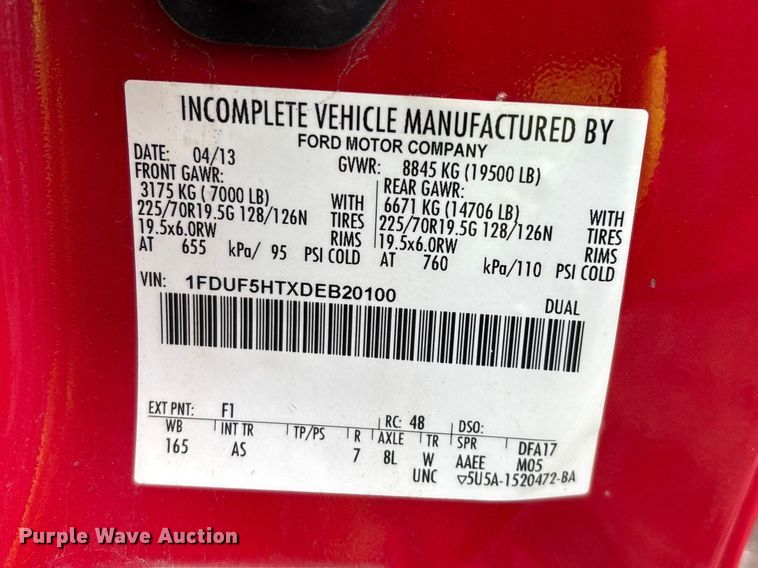 INCOMPLETE VEHICLE MANUFACTURED BY
FORD MOTOR COMPANY
DATE: 04/13 GVWR: 8845 KG (19500 LB)
FRONT GAWR: REAR GAWR:
3175 KG ( 7000 LB) WITH 6671 KG (14706 LB) WITH
225/70R19.5G 128/126N TIRES 225/70R19.5G 128/126N TIRES
19.5x6.0RW RIMS 19.5x6.0RW RIMS
AT 655 kPa/ 95 PSI COLD AT 760 kPa/110 PSI COLD
VIN: 1FDUF5HTXDEB20100 DUAL
EXT PNT: F1 RC: 48 DSO:
WB INT TR TP/PS R AXLE TR SPR DFA17
165 AS 7 8L W AAEE M05
UNC ▽5U5A-1520472-BA
Purple Wave Auction